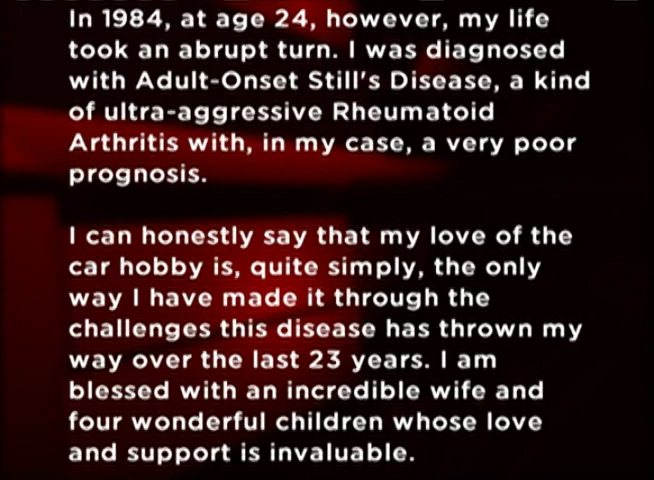 In 1984, at age 24, however, my life
took an abrupt turn. I was diagnosed
with Adult-Onset Still's Disease, a kind
of ultra-aggressive Rheumatoid
Arthritis with, in my case, a very poor
prognosis.
I can honestly say that my love of the
car hobby is, quite simply, the only
way I have made it through the
challenges this disease has thrown my
way over the last 23 years. I am
blessed with an incredible wife and
four wonderful children whose love
and support is invaluable.